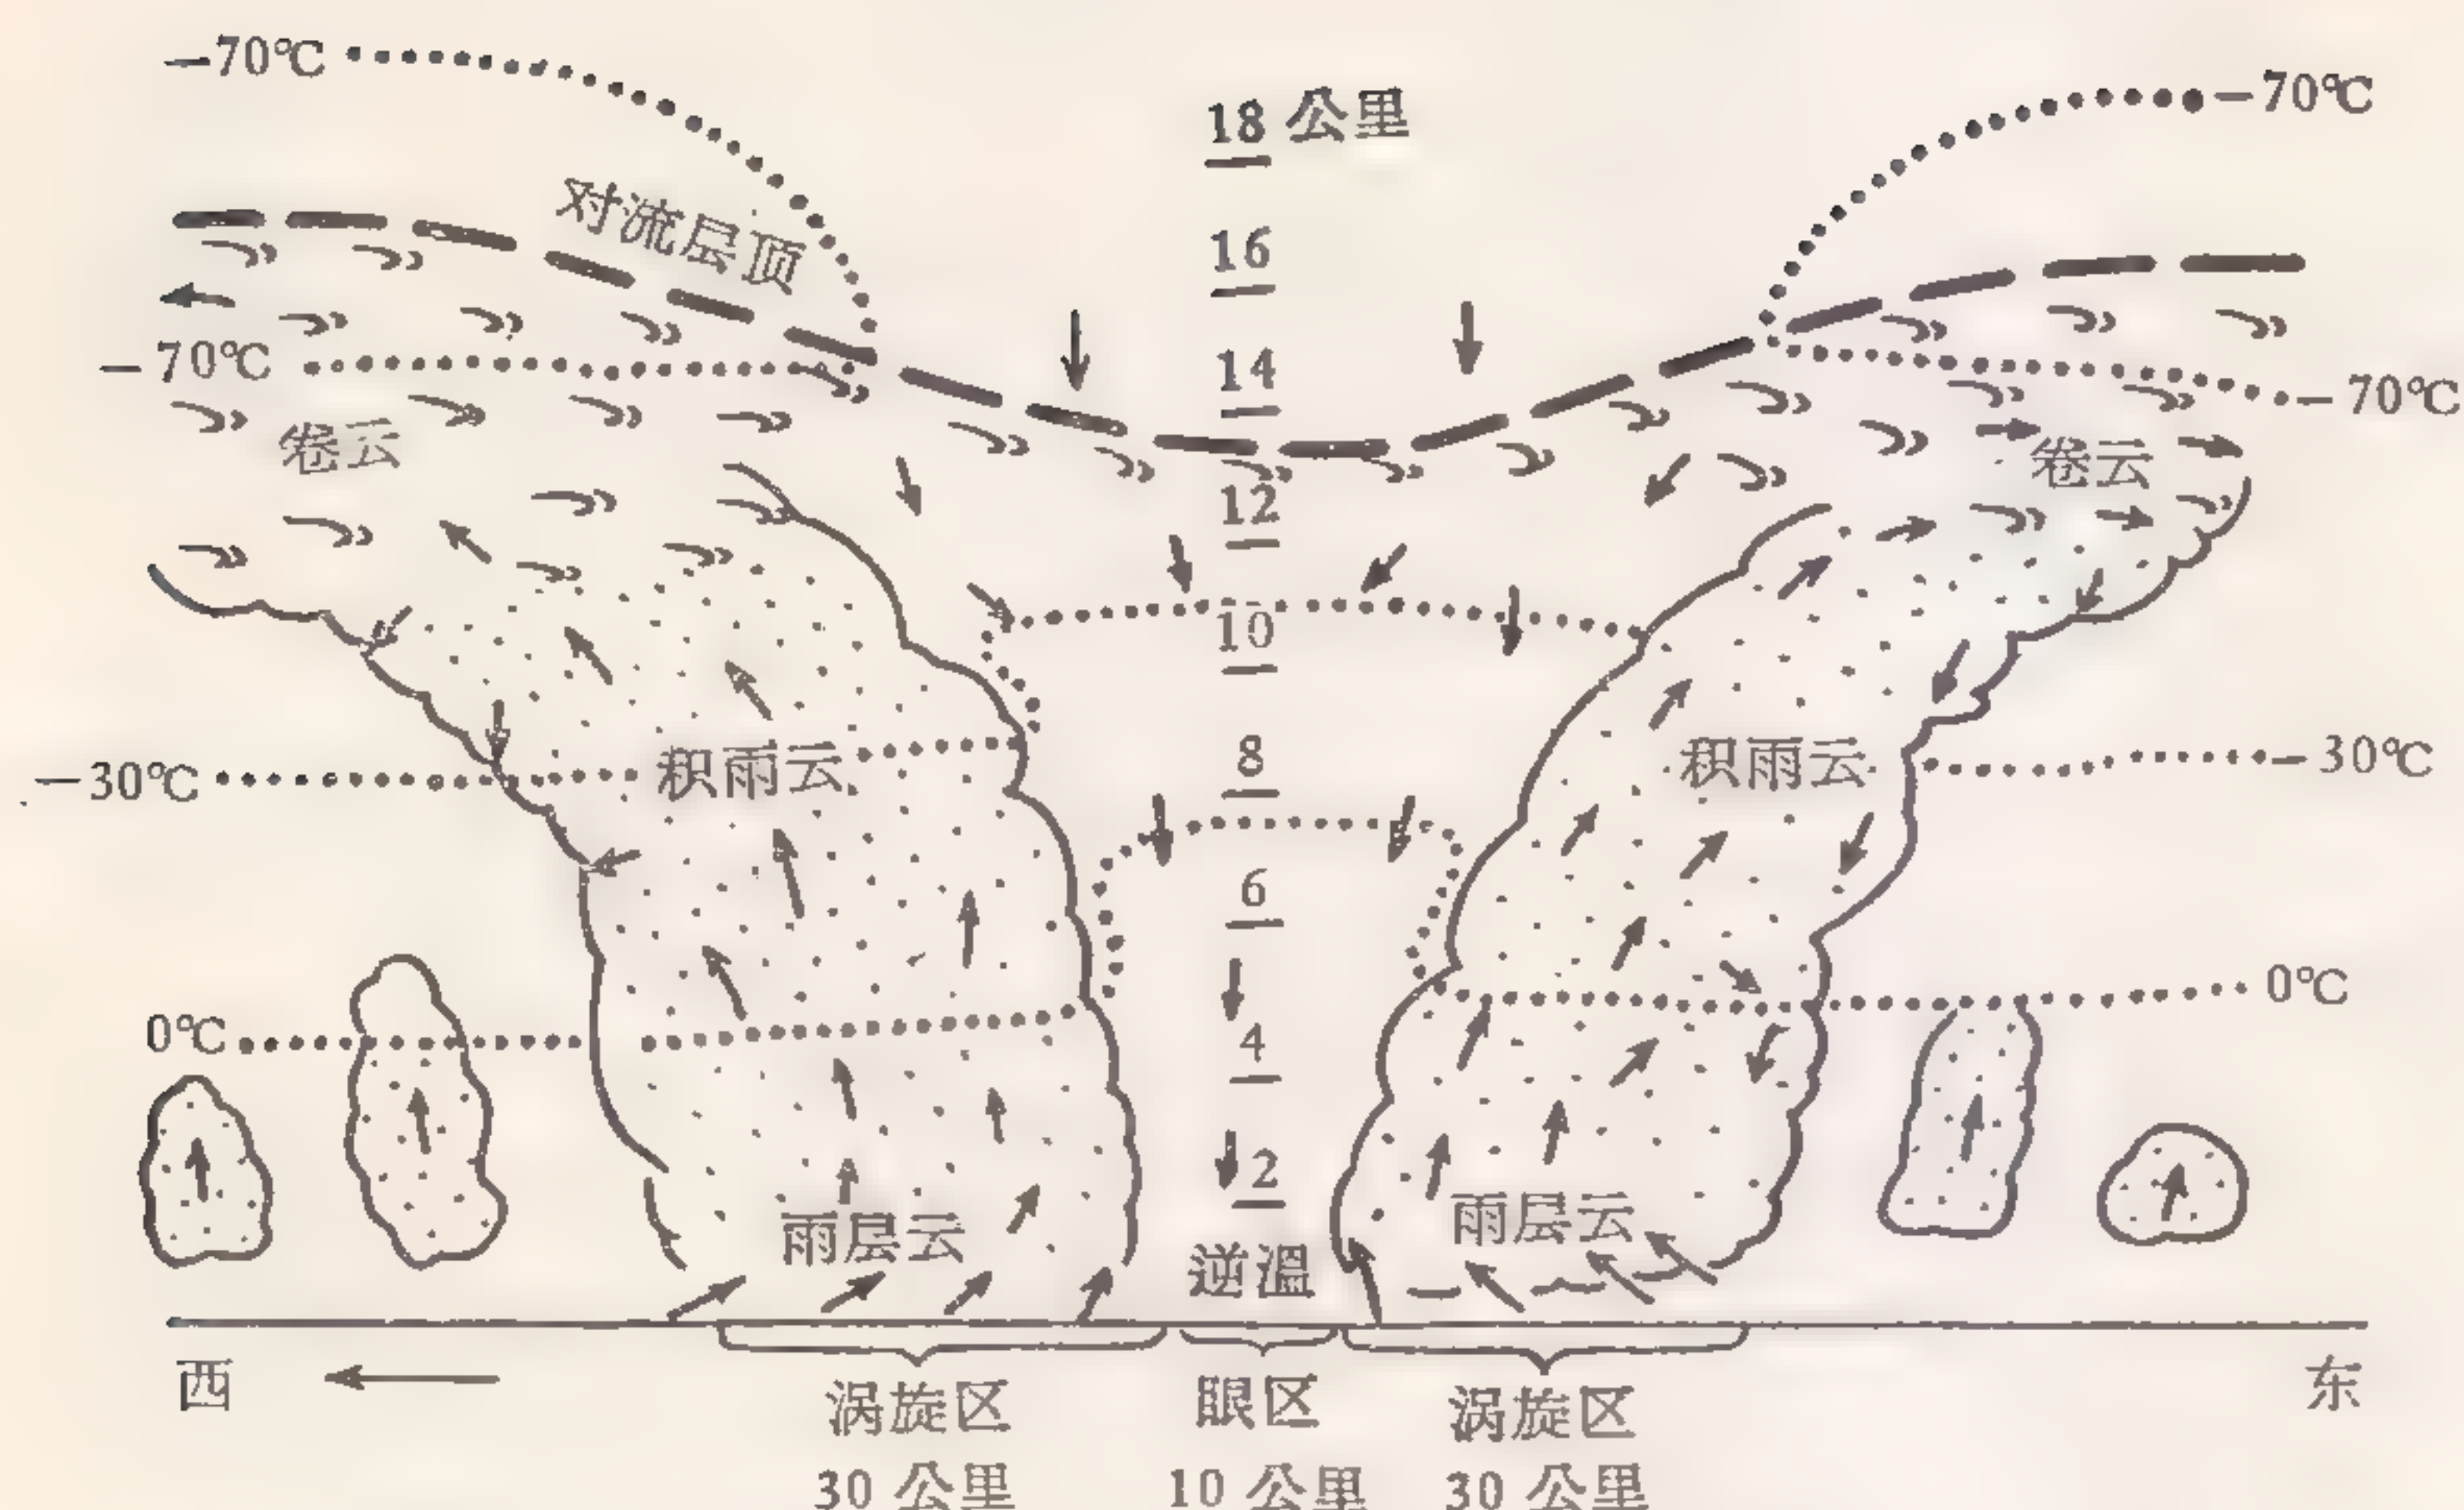 −70℃
18 公里
−70℃
对流层顶
16
−70℃
14
−70℃
卷云
卷云
12
10
−30℃
积雨云
8
积雨云
−30℃
6
0℃
4
0℃
2
雨层云
逆温
雨层云
西
涡旋区
眼区
涡旋区
东
30 公里
10 公里
30 公里